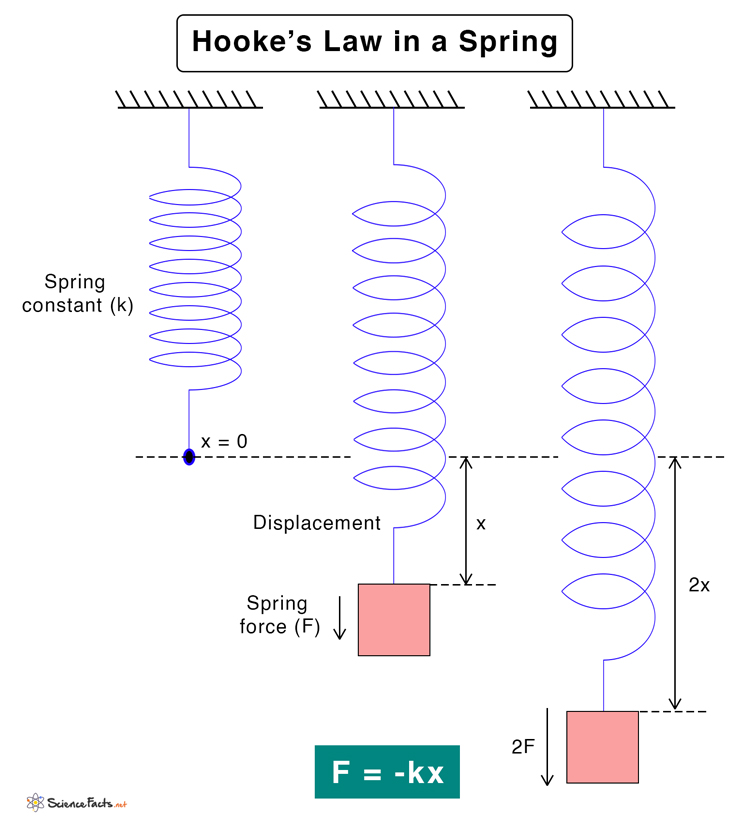 Hooke's Law in a Spring
Spring
constant (k)
x = 0
Displacement
x
Spring
force (F)
2x
2F
F = -kx
ScienceFacts.net